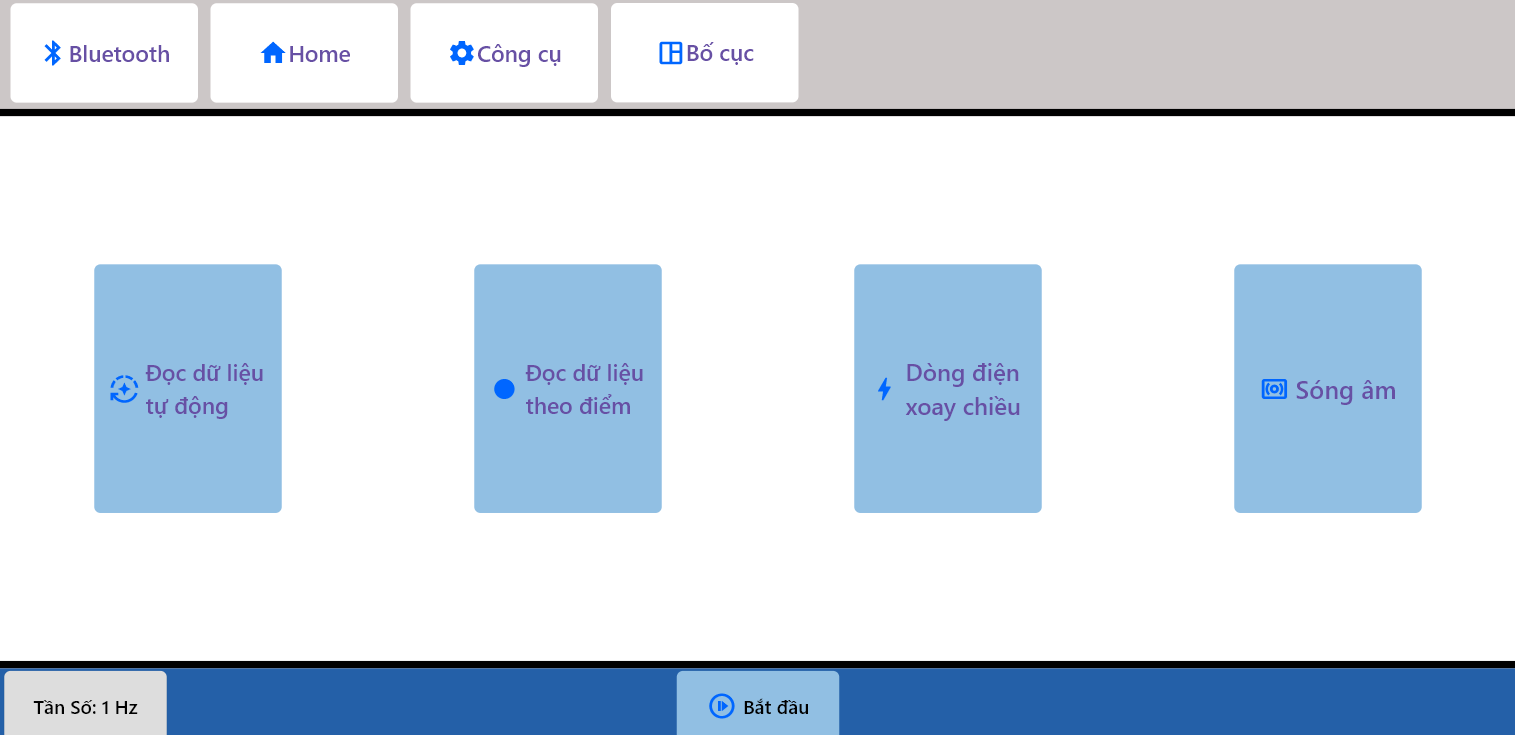 Bluetooth
Home
Công cụ
Bố cục
Đọc dữ liệu
tự động
Đọc dữ liệu
theo điểm
Dòng điện
xoay chiều
Sóng âm
Tần Số: 1 Hz
Bắt đầu